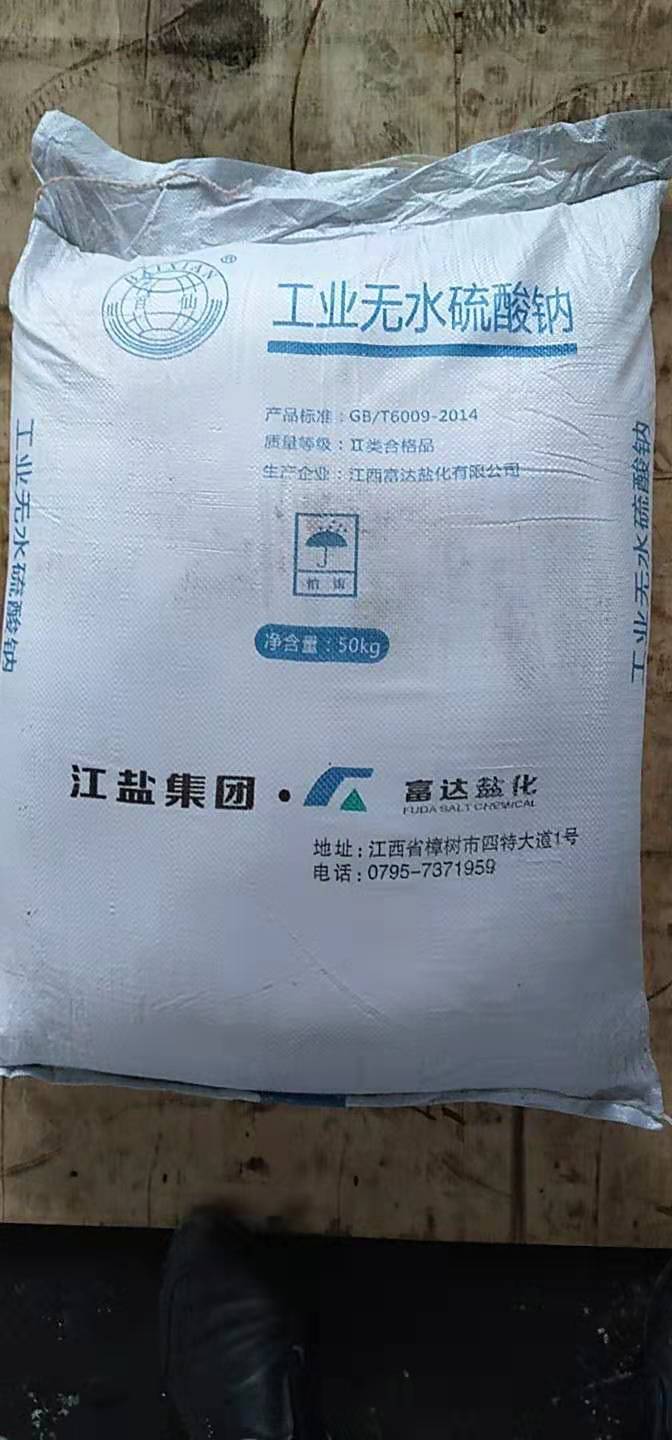 BAIXIAN
®
百仙
工业无水硫酸钠
产品标准：GB/T6009-2014
质量等级：II类合格品
生产企业：江西富达盐化有限公司
工业无水硫酸钠
工业无水硫酸钠
怕雨
净含量：50kg
江盐集团·富达盐化
FUDA SALT CHEMICAL
地址：江西省樟树市四特大道1号
电话：0795-7371959